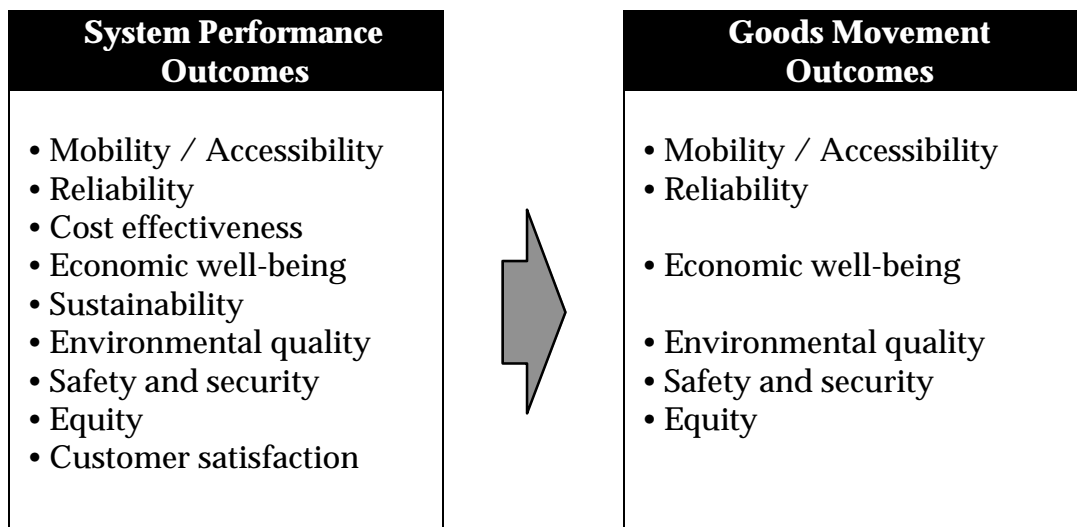 System Performance
Outcomes
• Mobility / Accessibility
• Reliability
• Cost effectiveness
• Economic well-being
• Sustainability
• Environmental quality
• Safety and security
• Equity
• Customer satisfaction
Goods Movement
Outcomes
• Mobility / Accessibility
• Reliability
• Economic well-being
• Environmental quality
• Safety and security
• Equity